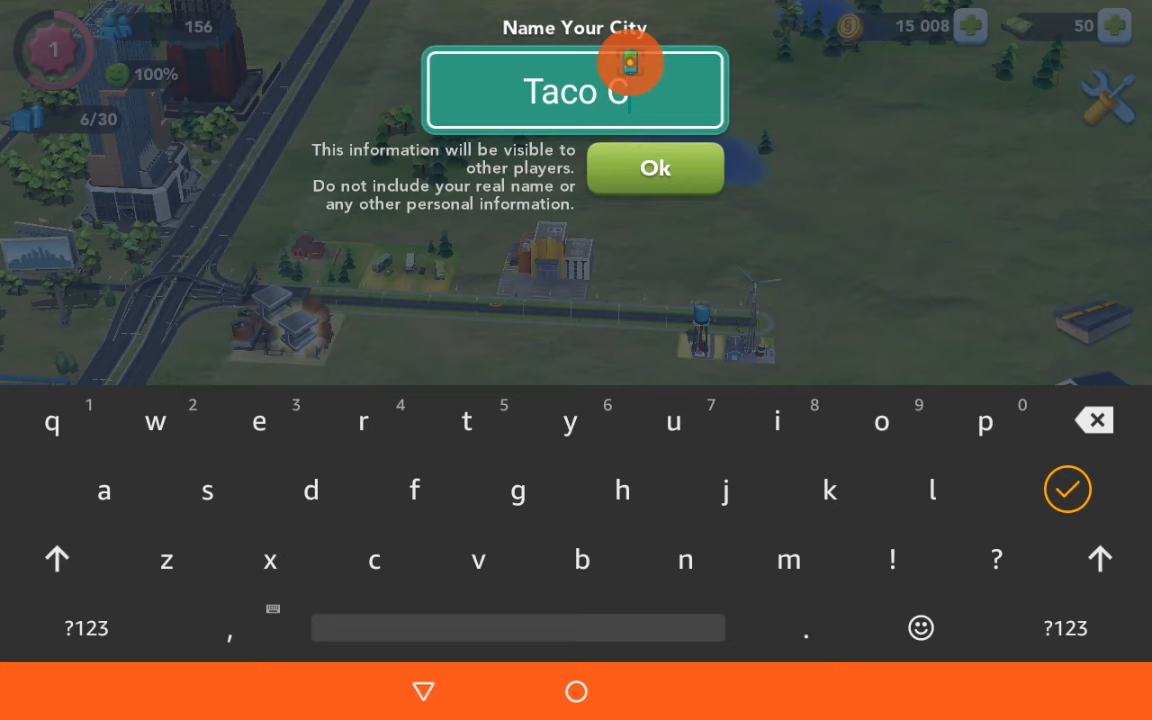 Name Your City
1
156
100%
6/30
15 008
50
Taco C
This information will be visible to
other players.
Do not include your real name or
any other personal information.
Ok
1 2 3 4 5 6 7 8 9 0
q w e r t y u i o p
a s d f g h j k l
z x c v b n m ! ?
?123 , . ?123